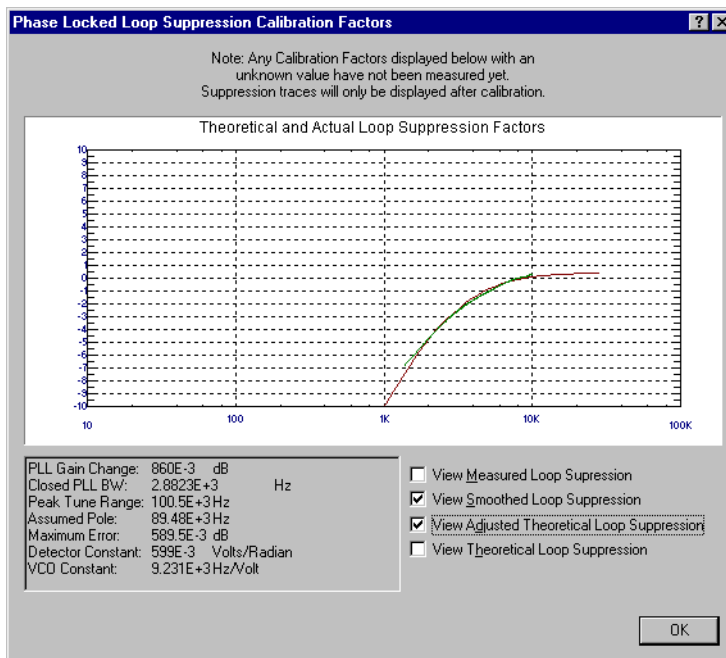 Phase Locked Loop Suppression Calibration Factors
Note: Any Calibration Factors displayed below with an
unknown value have not been measured yet.
Suppression traces will only be displayed after calibration.
Theoretical and Actual Loop Suppression Factors
10
9
8
7
6
5
4
3
2
1
0
-1
-2
-3
-4
-5
-6
-7
-8
-9
-10
10
100
1K
10K
100K
PLL Gain Change: 860E-3 dB
Closed PLL BW: 2.8823E+3 Hz
Peak Tune Range: 100.5E+3 Hz
Assumed Pole: 89.48E+3 Hz
Maximum Error: 589.5E-3 dB
Detector Constant: 599E-3 Volts/Radian
VCO Constant: 9.231E+3 Hz/Volt
View Measured Loop Supression
View Smoothed Loop Suppression
View Adjusted Theoretical Loop Suppression
View Theoretical Loop Suppression
OK